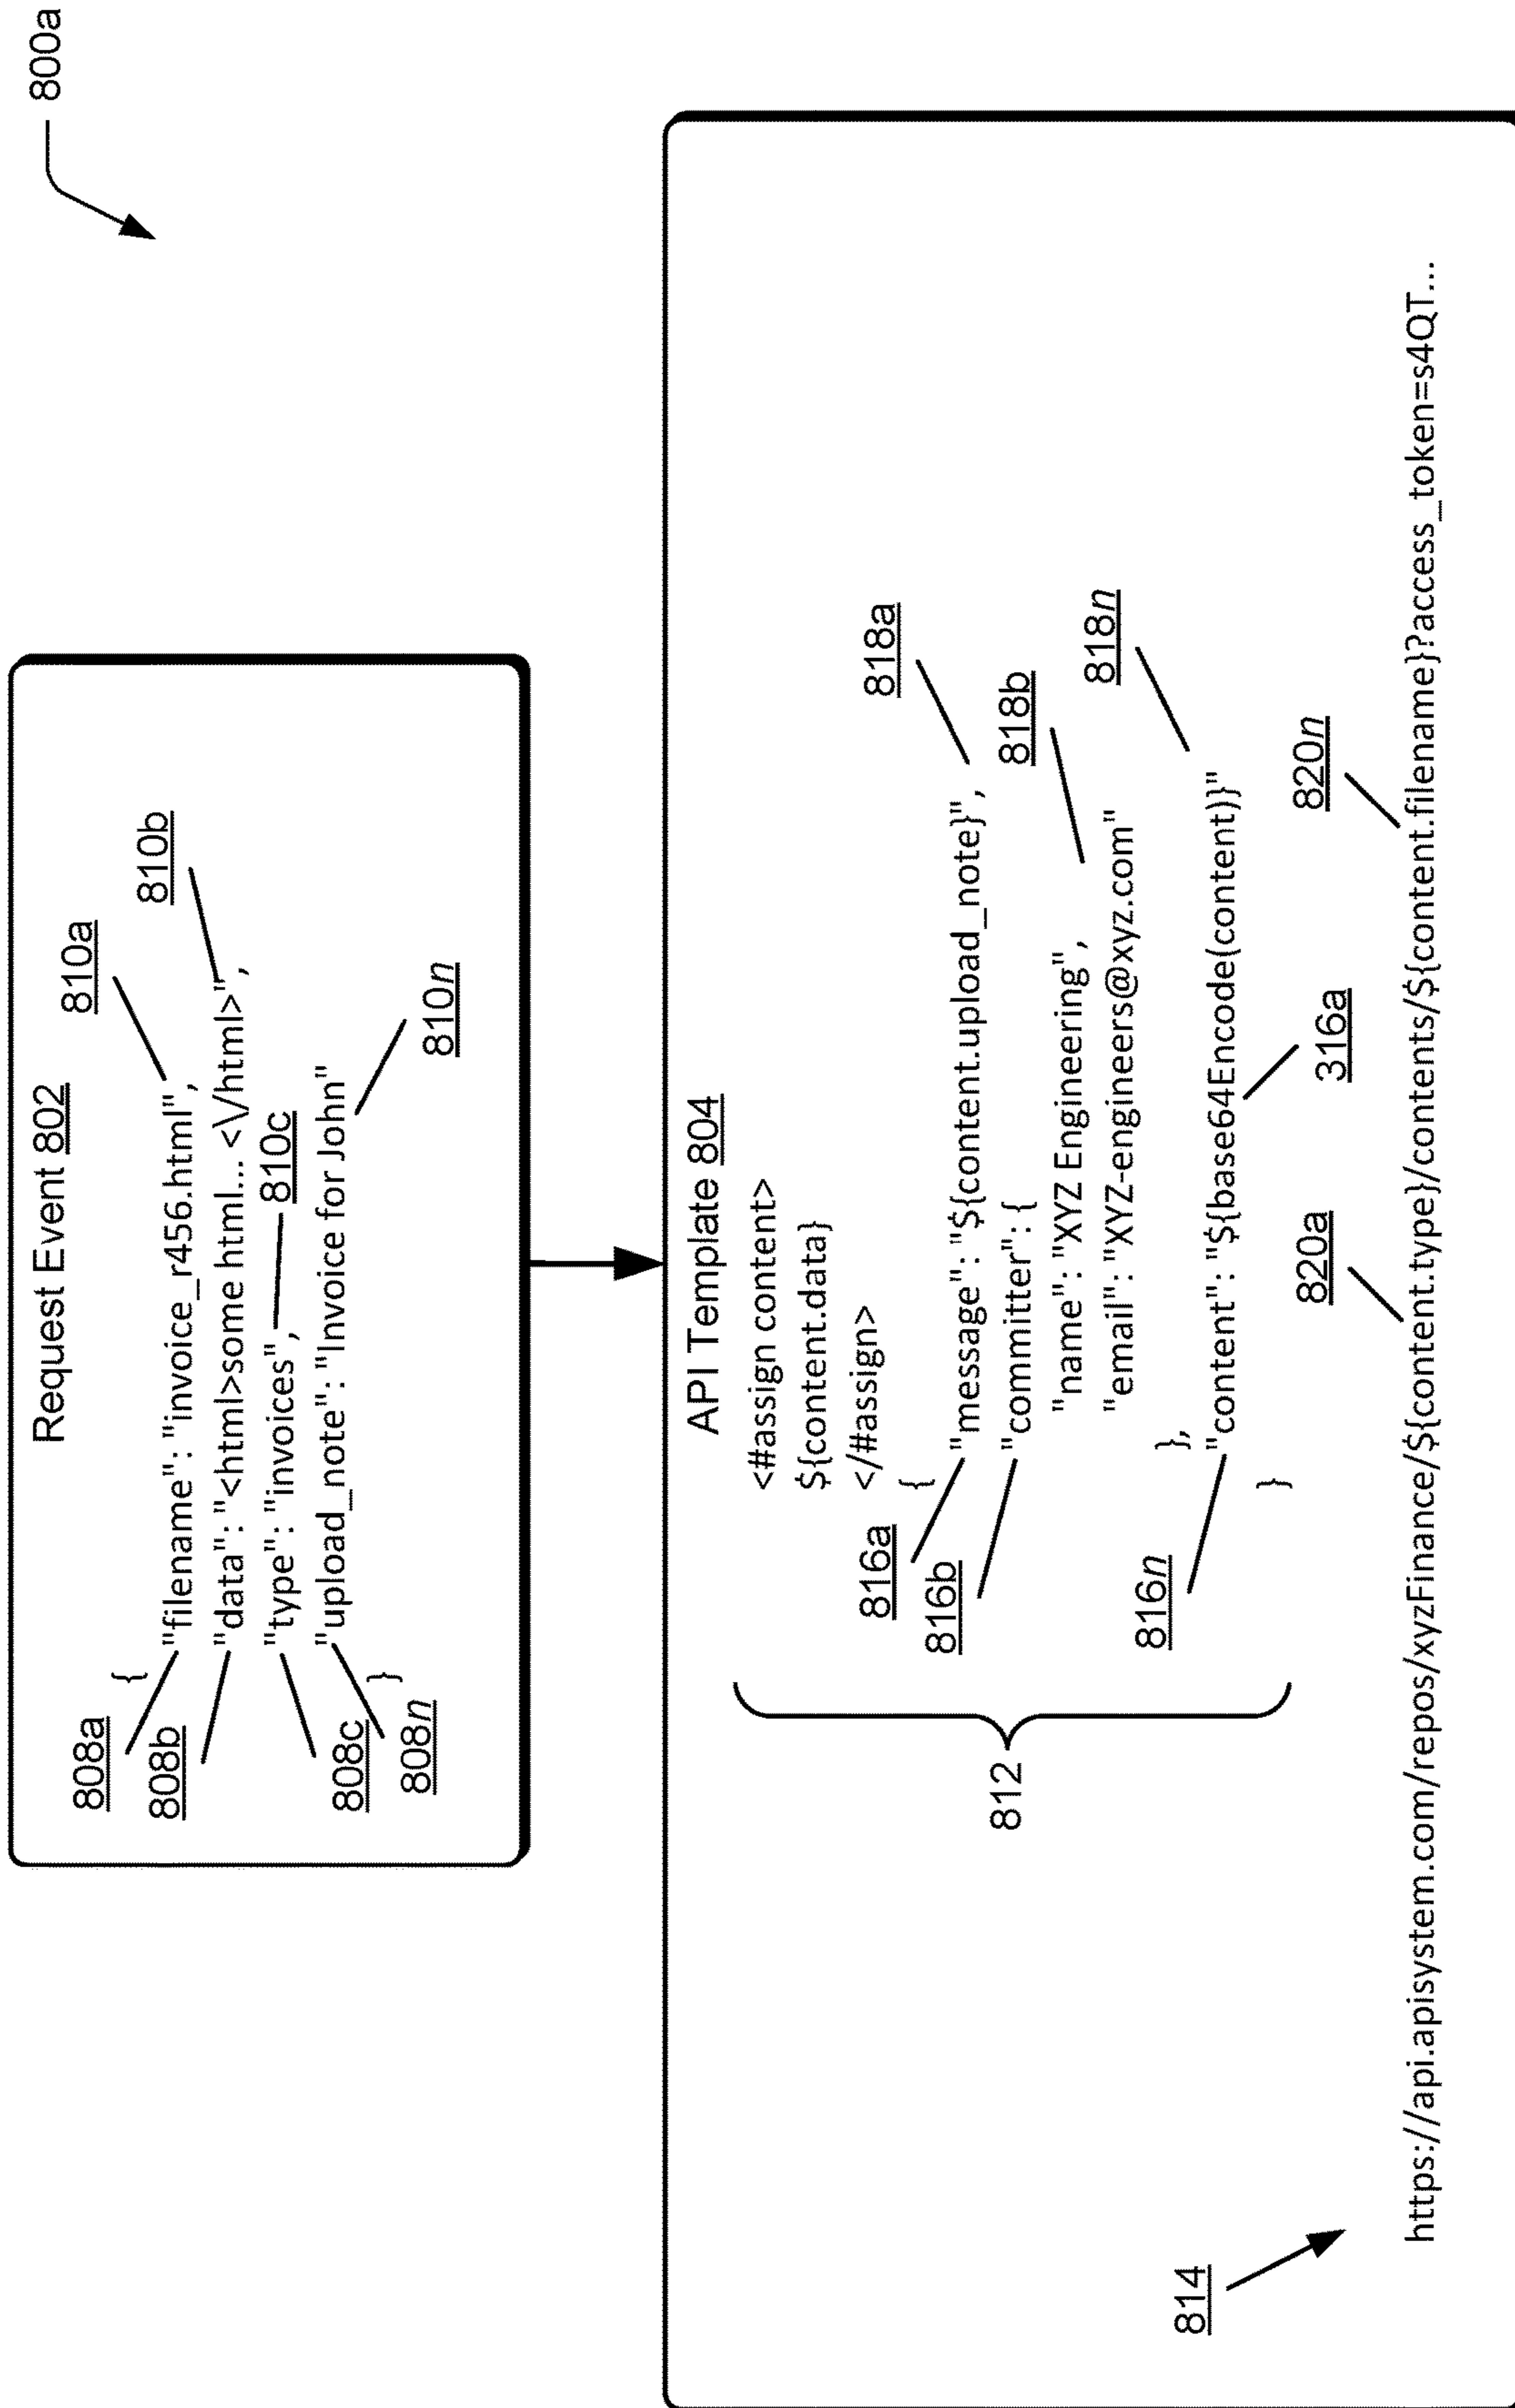 800a
Request Event 802
810a
810b
808a
{
"filename": "invoice_r456.html",
808b
"data": "<html>some html... <\/html>",
810c
808c
"type": "invoices",
808n
"upload_note": "Invoice for John"
810n
}
API Template 804
<#assign content>
${content.data}
</#assign>
818a
816a
{
"message": "${content.upload_note}",
816b
"committer": {
818b
812
"name": "XYZ Engineering",
"email": "XYZ-engineers@xyz.com"
818n
816n
},
"content": "${base64Encode(content)}"
}
814
820a
316a
820n
https://api.apisystem.com/repos/xyzFinance/${content.type}/contents/${content.filename}?access_token=s4QT...